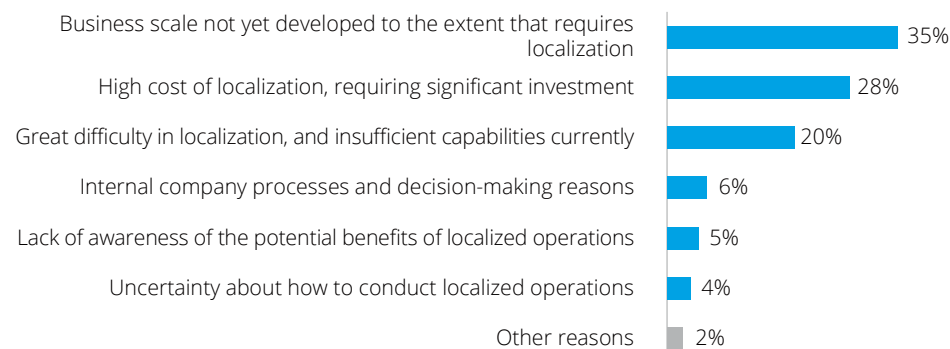 Business scale not yet developed to the extent that requires
localization
35%
High cost of localization, requiring significant investment
28%
Great difficulty in localization, and insufficient capabilities currently
20%
Internal company processes and decision-making reasons
6%
Lack of awareness of the potential benefits of localized operations
5%
Uncertainty about how to conduct localized operations
4%
Other reasons
2%